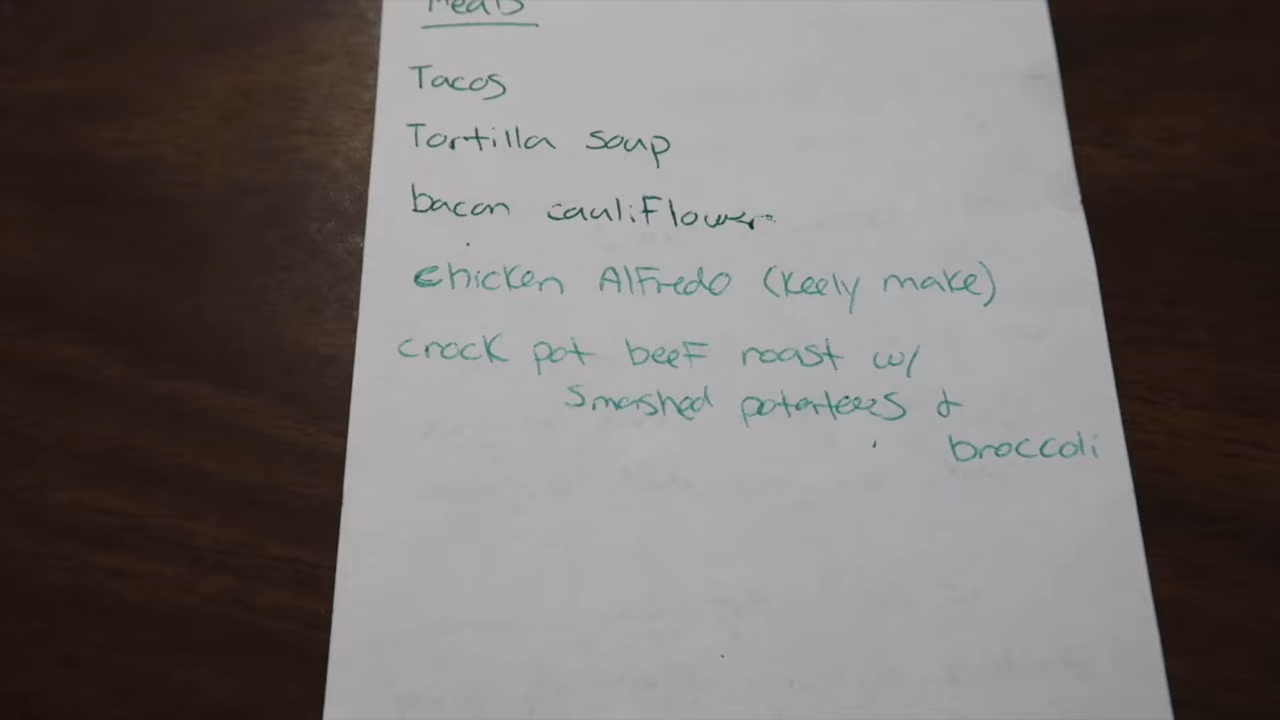 Meals
Tacos
Tortilla soup
bacon cauliFlower
chicken AlFredo (Keely make)
crock pot beeF roast w/
smashed potatoes &
broccoli